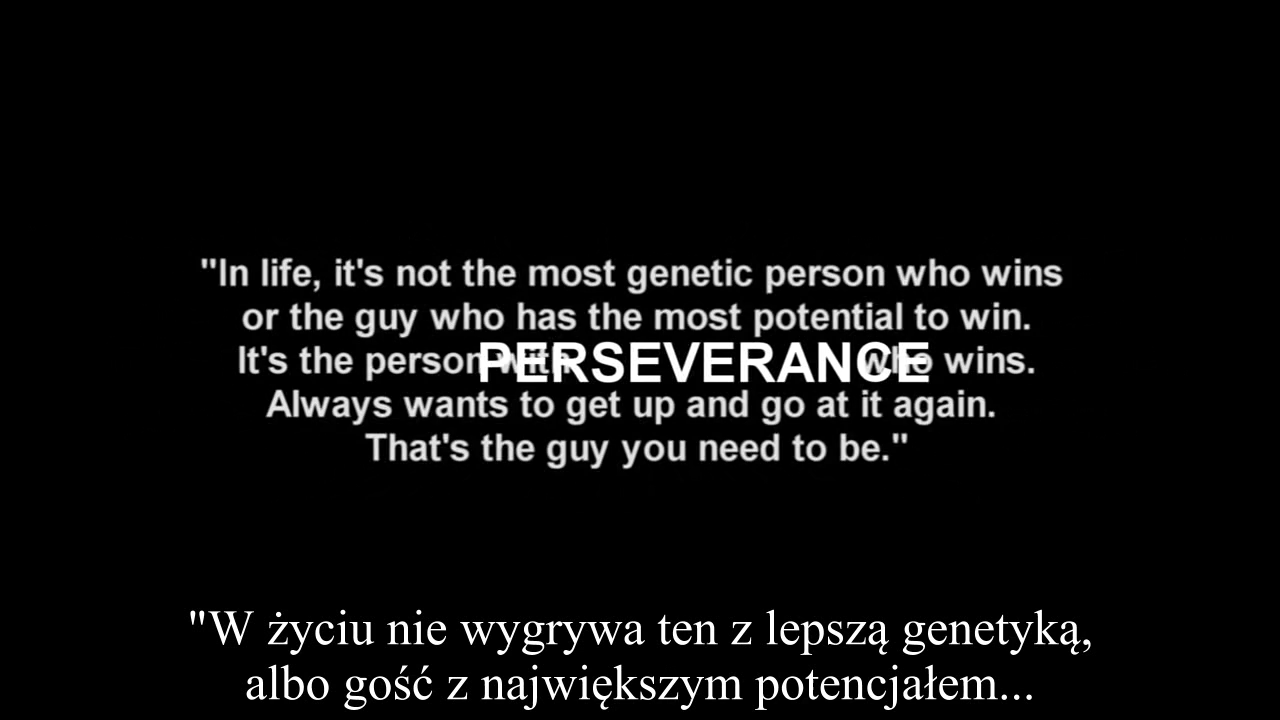 "In life, it's not the most genetic person who wins
or the guy who has the most potential to win.
It's the person with PERSEVERANCE who wins.
Always wants to get up and go at it again.
That's the guy you need to be."
"W życiu nie wygrywa ten z lepszą genetyką,
albo gość z największym potencjałem...